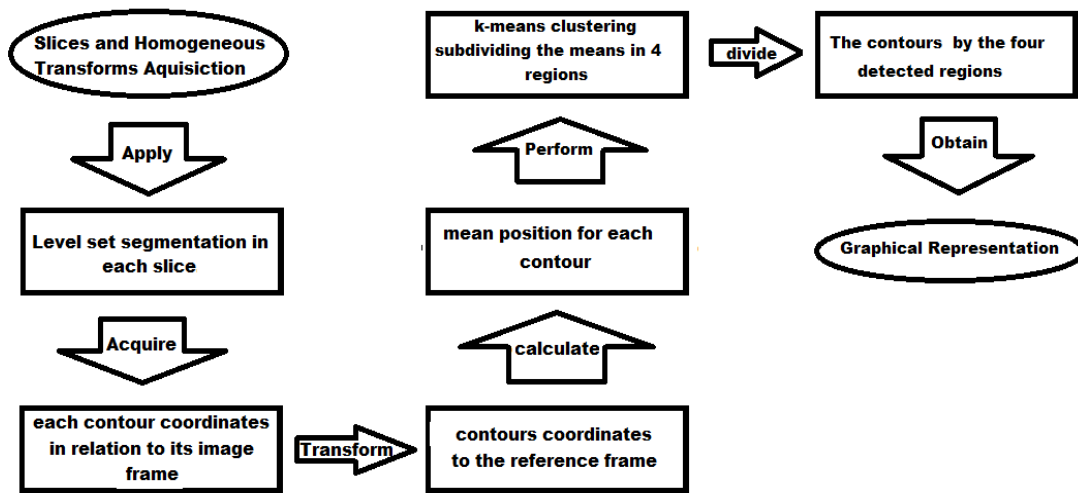 Slices and Homogeneous
Transforms Aquisiction
Apply
Level set segmentation in
each slice
Acquire
each contour coordinates
in relation to its image
frame
Transform
contours coordinates
to the reference frame
calculate
mean position for each
contour
Perform
k-means clustering
subdividing the means in 4
regions
divide
The contours by the four
detected regions
Obtain
Graphical Representation